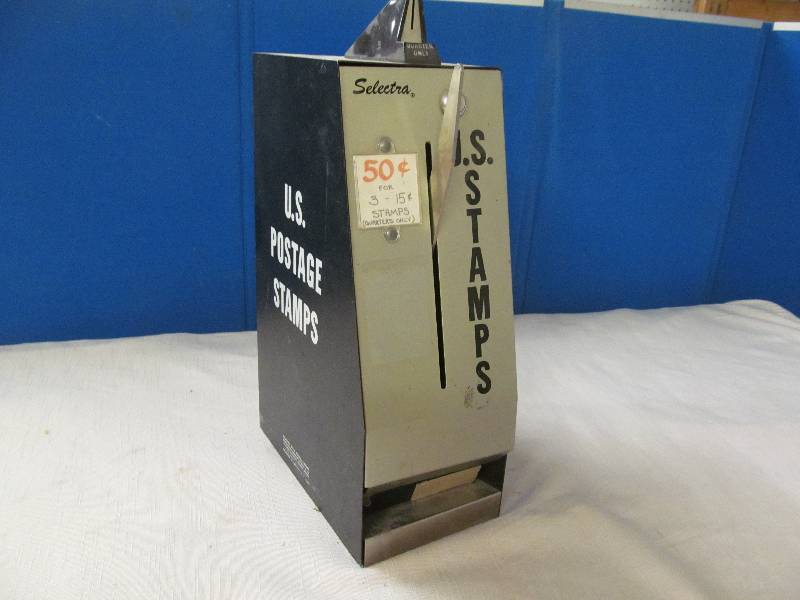 QUARTER
ONLY
Selectra®
50¢
FOR
3 - 15¢
STAMPS
(QUARTERS ONLY)
U.S.
STAMPS
U.S.
POSTAGE
STAMPS